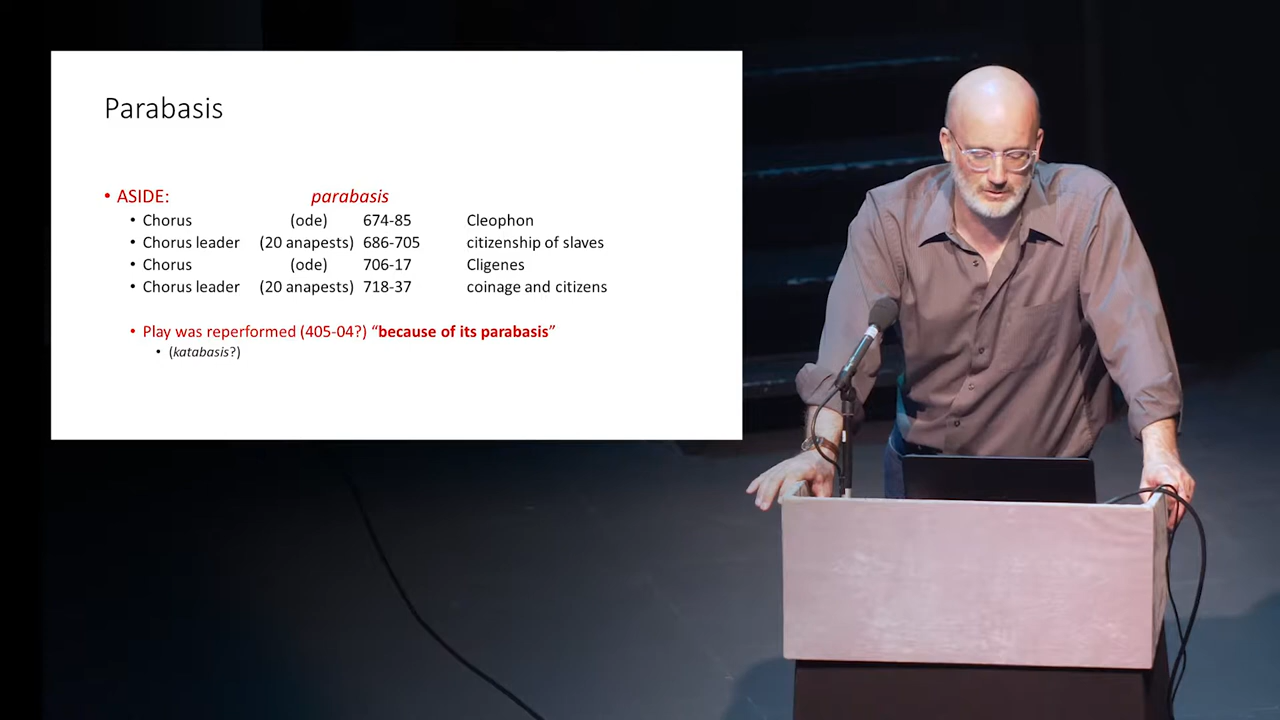 Parabasis
• ASIDE: parabasis
• Chorus (ode) 674-85 Cleophon
• Chorus leader (20 anapests) 686-705 citizenship of slaves
• Chorus (ode) 706-17 Cligenes
• Chorus leader (20 anapests) 718-37 coinage and citizens
• Play was reperformed (405-04?) “because of its parabasis”
• (katabasis?)